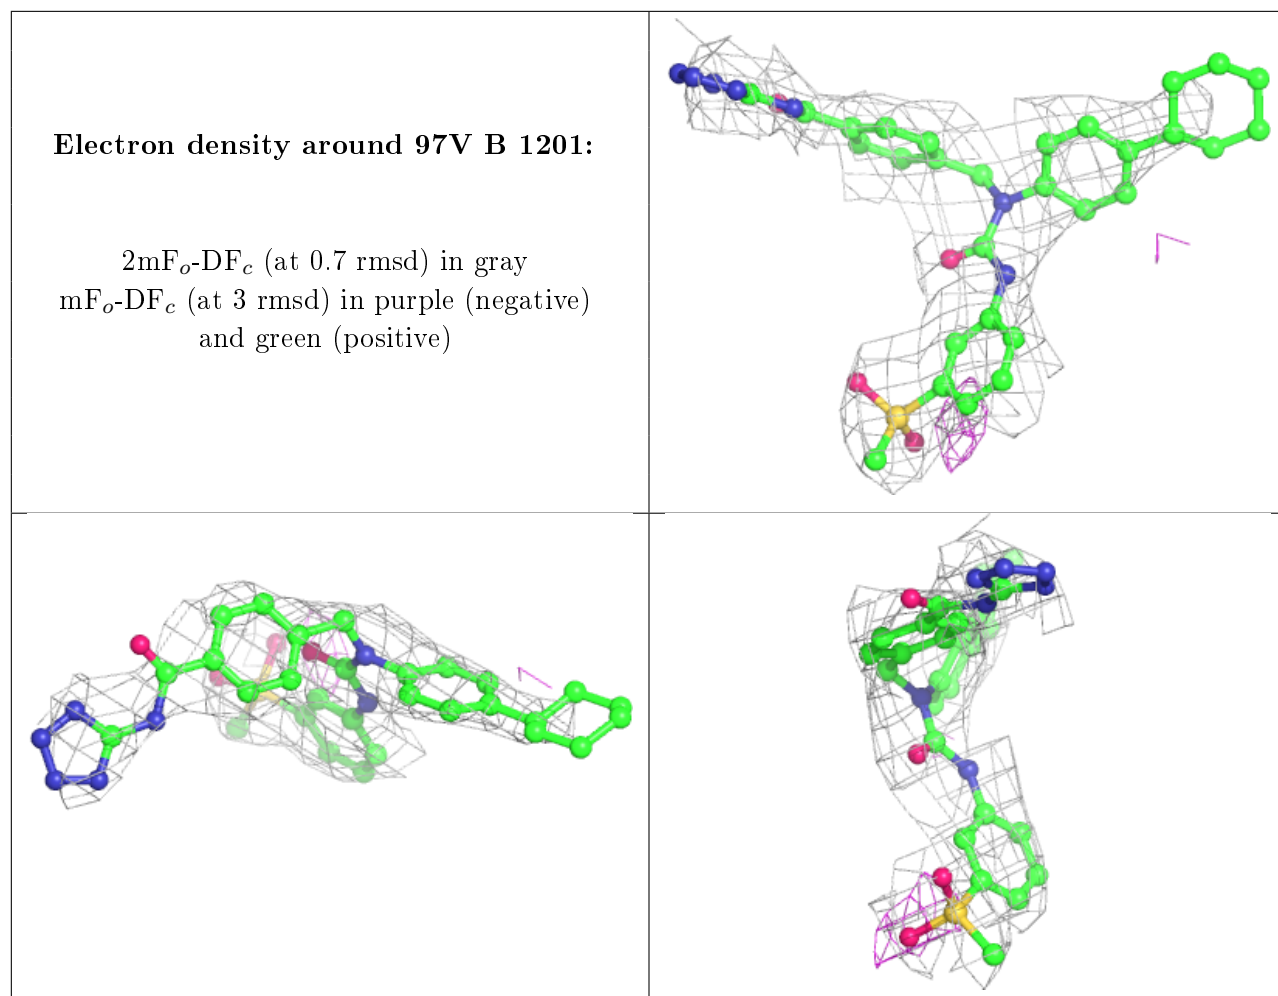 Electron density around 97V B 1201:
2mFo-DFc (at 0.7 rmsd) in gray
mFo-DFc (at 3 rmsd) in purple (negative)
and green (positive)